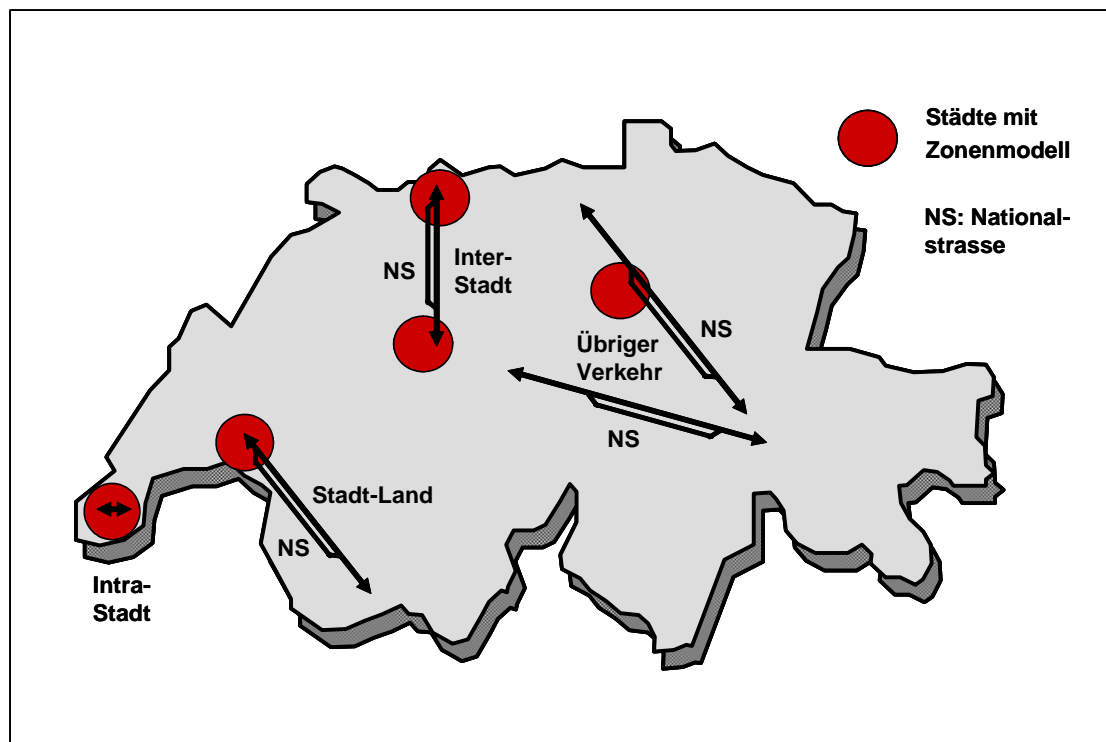 Städte mit
Zonenmodell
NS: National-
strasse
NS
Inter-
Stadt
NS
Übriger
Verkehr
NS
Stadt-Land
NS
Intra-
Stadt